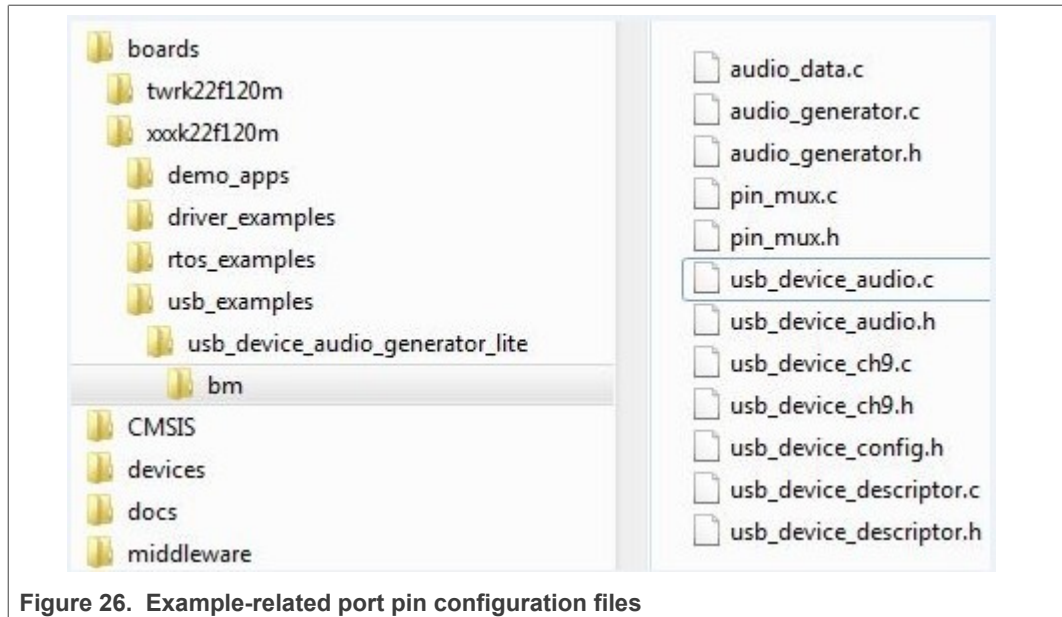 boards
twrk22f120m
xxxk22f120m
demo_apps
driver_examples
rtos_examples
usb_examples
usb_device_audio_generator_lite
bm
CMSIS
devices
docs
middleware
audio_data.c
audio_generator.c
audio_generator.h
pin_mux.c
pin_mux.h
usb_device_audio.c
usb_device_audio.h
usb_device_ch9.c
usb_device_ch9.h
usb_device_config.h
usb_device_descriptor.c
usb_device_descriptor.h
Figure 26. Example-related port pin configuration files